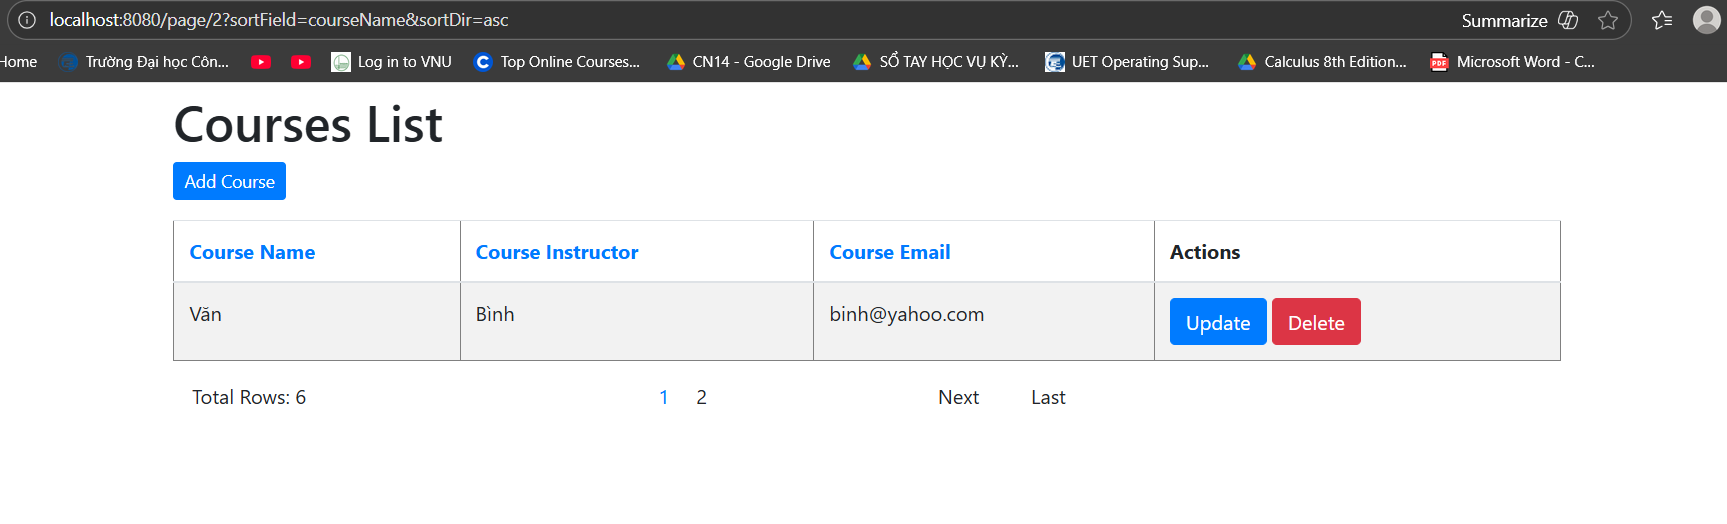 localhost:8080/page/2?sortField=courseName&sortDir=asc Summarize
Home Trường Đại học Côn... Log in to VNU Top Online Courses... CN14 - Google Drive SỔ TAY HỌC VỤ KỲ... UET Operating Sup... Calculus 8th Edition... Microsoft Word - C...
Courses List
Add Course
Course Name Course Instructor Course Email Actions
Văn Bình binh@yahoo.com Update Delete
Total Rows: 6 1 2 Next Last